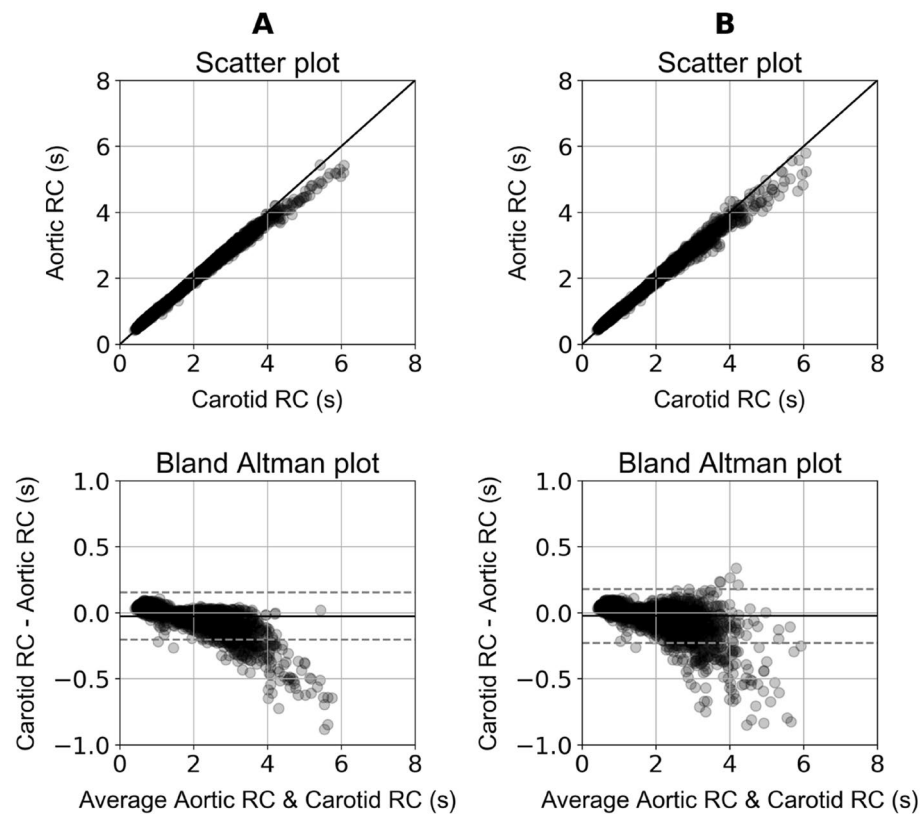 A
Scatter plot
8
6
4
2
0
0 2 4 6 8
Aortic RC (s)
Carotid RC (s)
B
Scatter plot
8
6
4
2
0
0 2 4 6 8
Aortic RC (s)
Carotid RC (s)
Bland Altman plot
1.0
0.5
0.0
−0.5
−1.0
0 2 4 6 8
Carotid RC - Aortic RC (s)
Average Aortic RC & Carotid RC (s)
Bland Altman plot
1.0
0.5
0.0
−0.5
−1.0
0 2 4 6 8
Carotid RC - Aortic RC (s)
Average Aortic RC & Carotid RC (s)